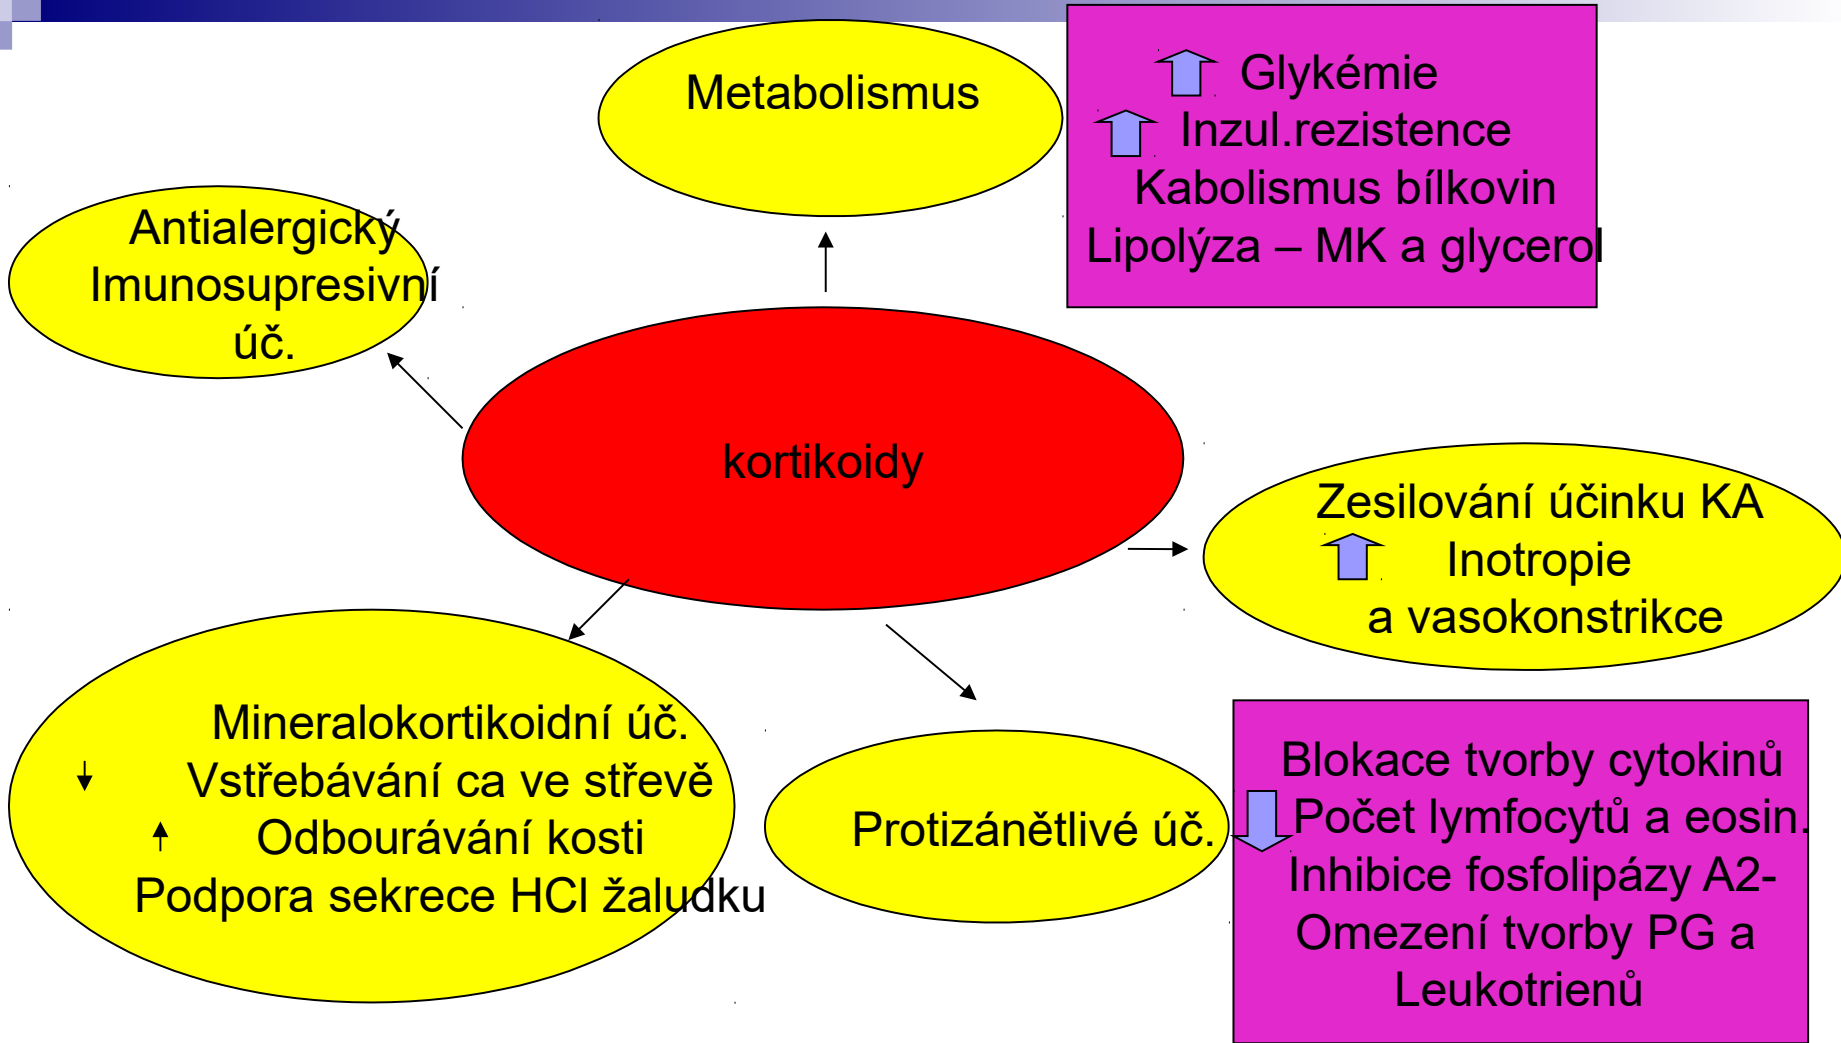 Metabolismus
Glykémie
Inzul.rezistence
Kabolismus bílkovin
Lipolýza – MK a glycerol
Antialergický
Imunosupresivní
úč.
kortikoidy
Zesilování účinku KA
Inotropie
a vasokonstrikce
Mineralokortikoidní úč.
Vstřebávání ca ve střevě
Odbourávání kosti
Podpora sekrece HCl žaludku
Protizánětlivé úč.
Blokace tvorby cytokinů
Počet lymfocytů a eosin.
Inhibice fosfolipázy A2-
Omezení tvorby PG a
Leukotrienů